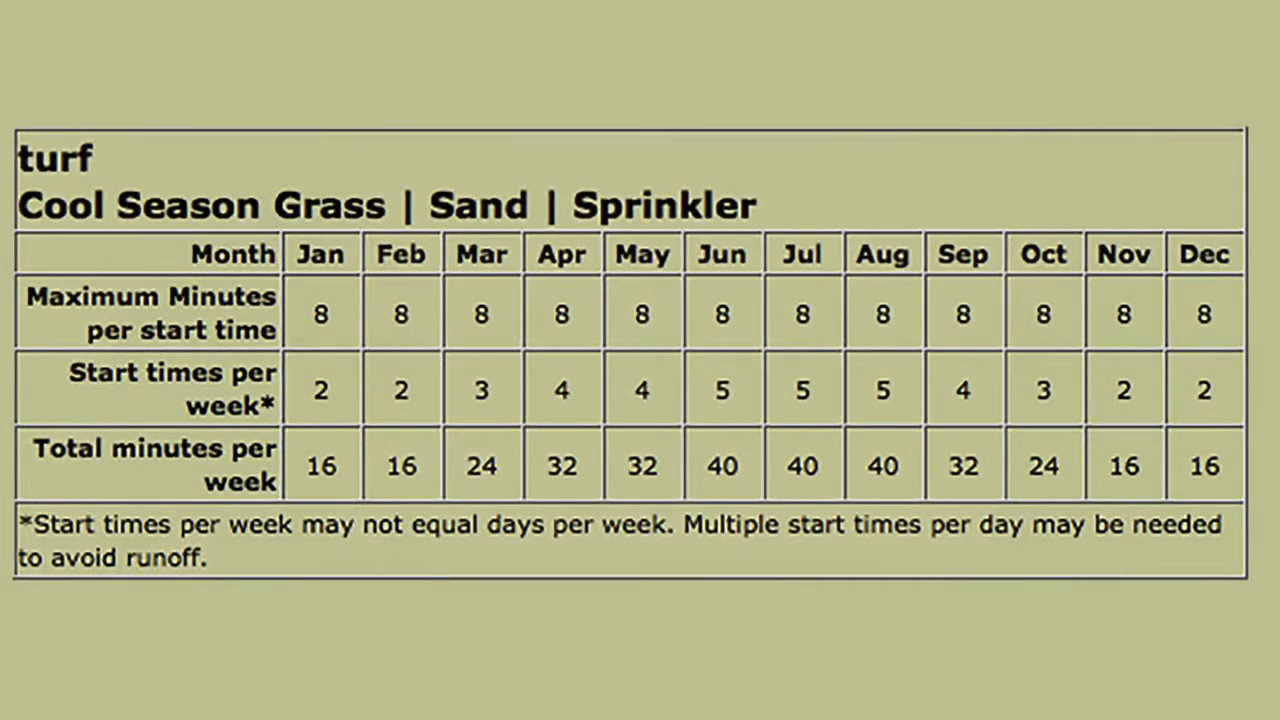 turf
Cool Season Grass | Sand | Sprinkler
Month Jan Feb Mar Apr May Jun Jul Aug Sep Oct Nov Dec
Maximum Minutes
per start time 8 8 8 8 8 8 8 8 8 8 8 8
Start times per
week* 2 2 3 4 4 5 5 5 4 3 2 2
Total minutes per
week 16 16 24 32 32 40 40 40 32 24 16 16
*Start times per week may not equal days per week. Multiple start times per day may be needed
to avoid runoff.